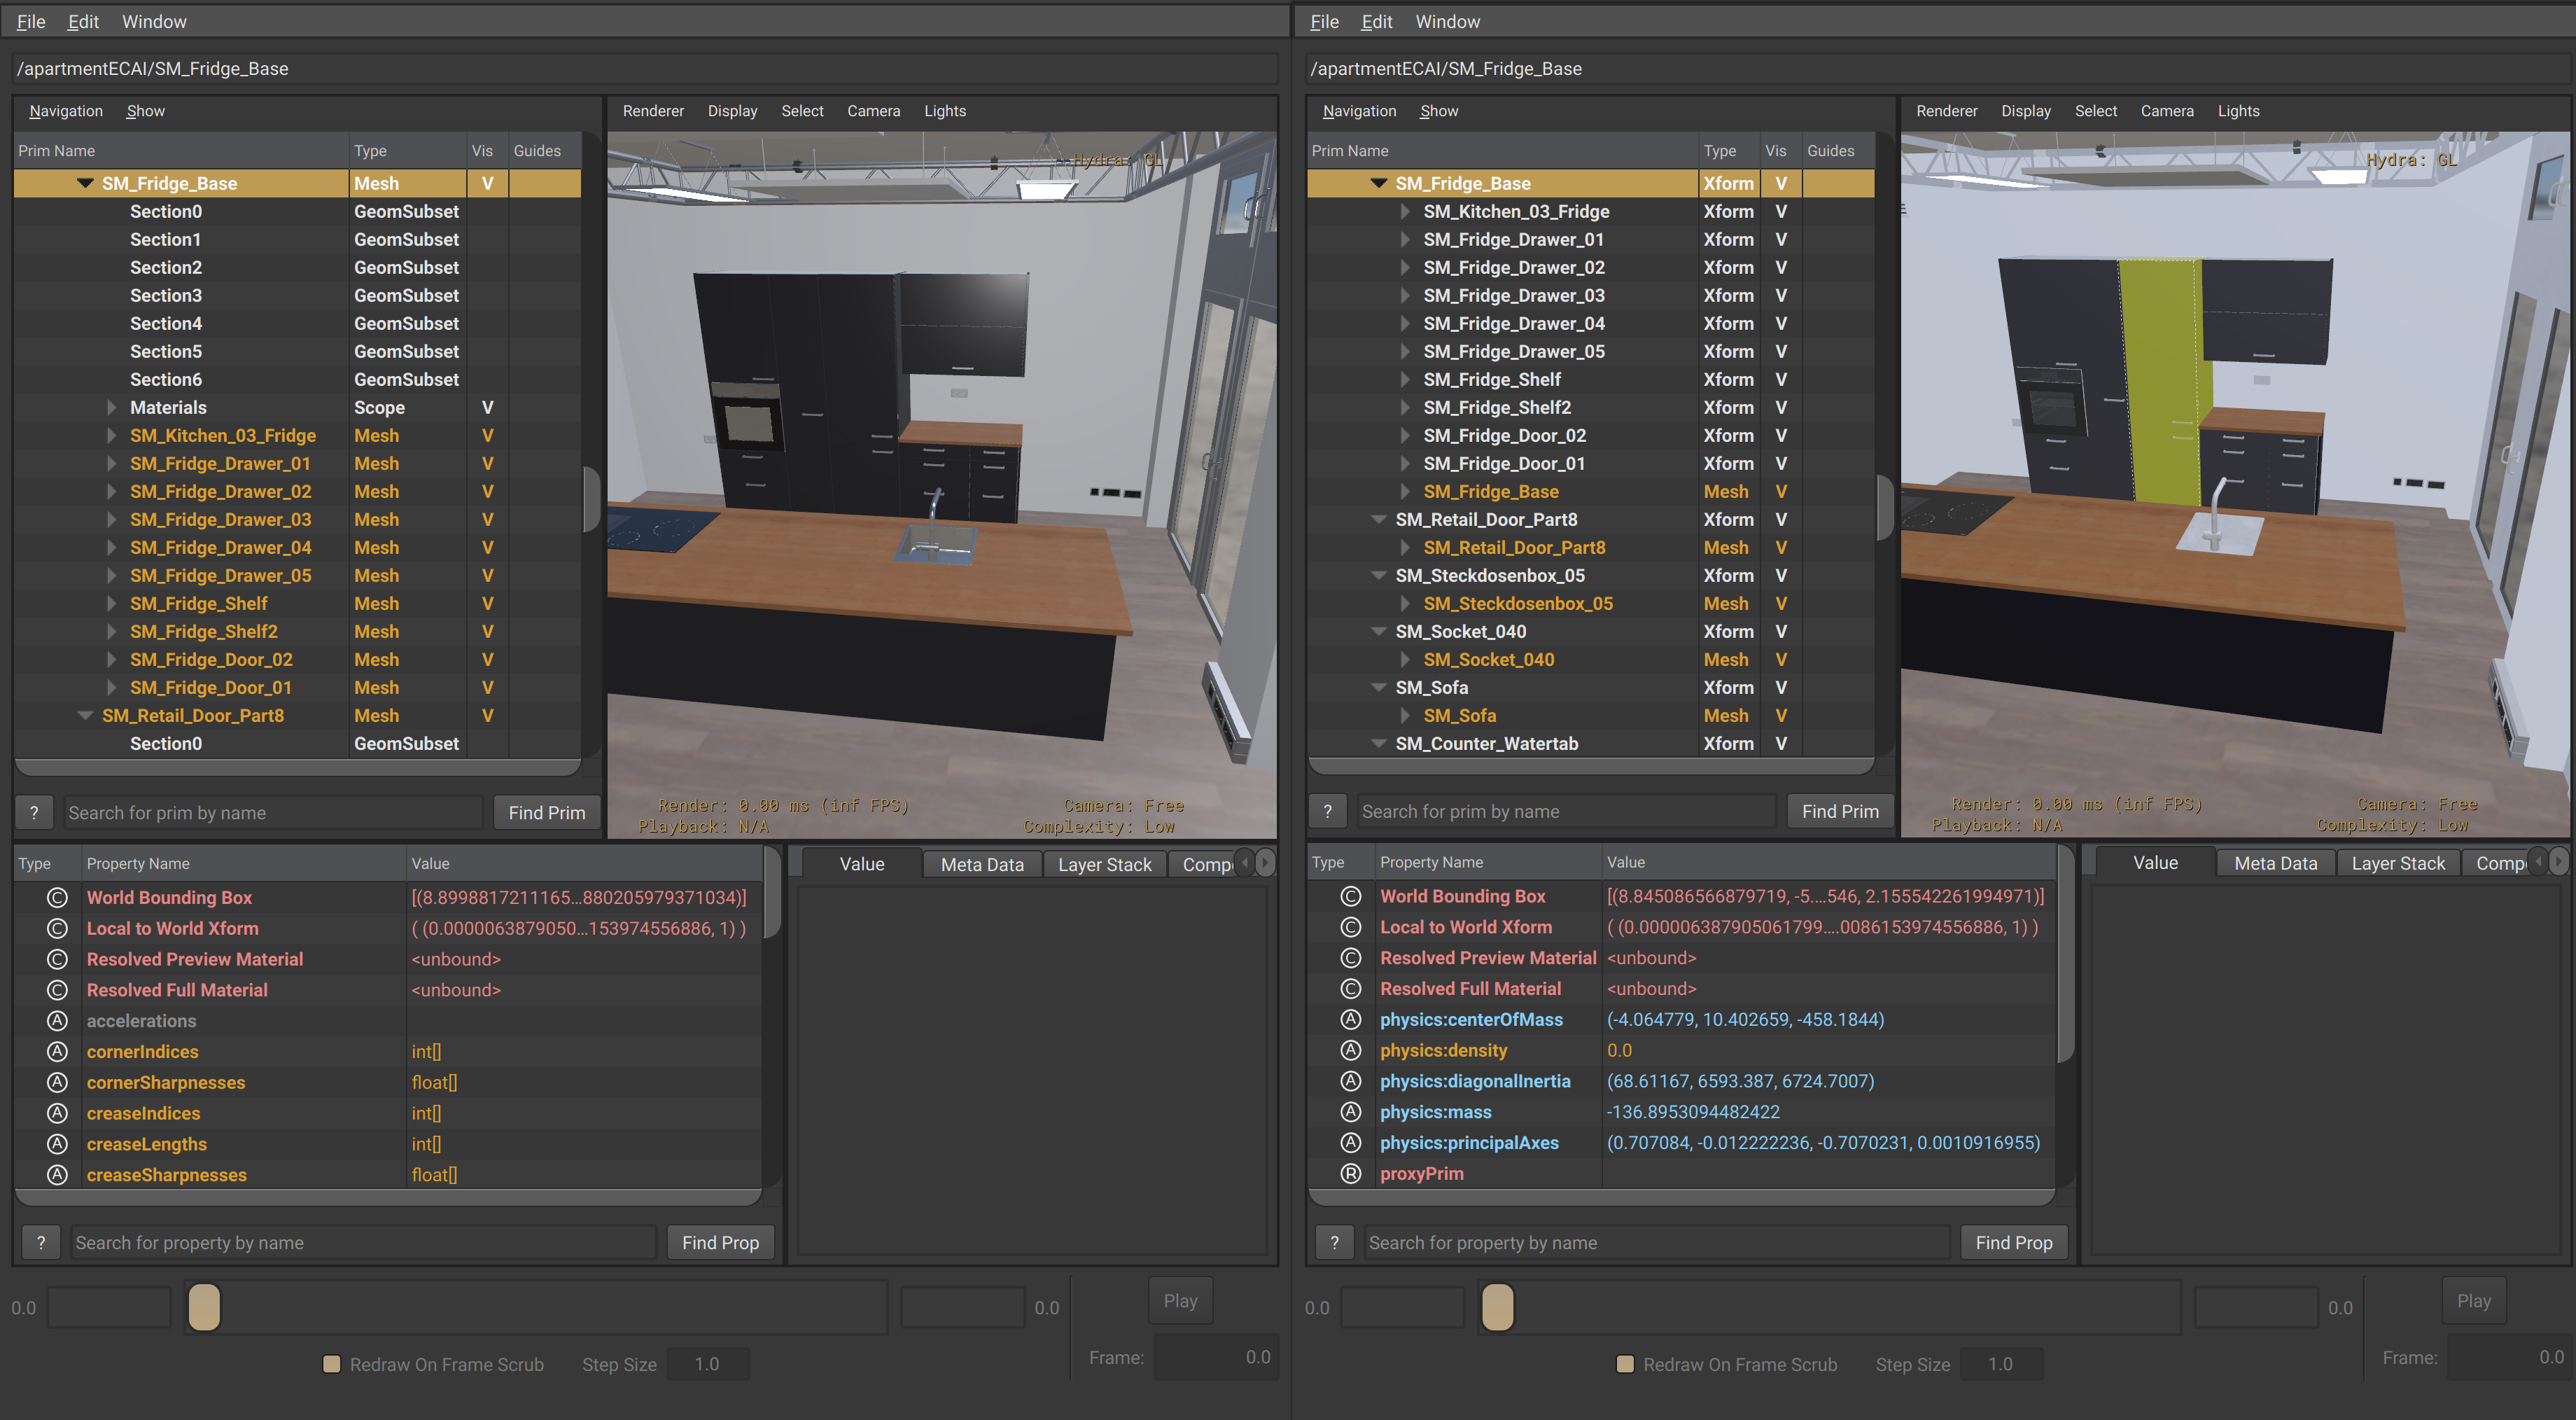 File Edit Window
/apartmentECAI/SM_Fridge_Base
Navigation Show
Prim Name Type Vis Guides
SM_Fridge_Base Mesh V
Section0 GeomSubset
Section1 GeomSubset
Section2 GeomSubset
Section3 GeomSubset
Section4 GeomSubset
Section5 GeomSubset
Section6 GeomSubset
Materials Scope V
SM_Kitchen_03_Fridge Mesh V
SM_Fridge_Drawer_01 Mesh V
SM_Fridge_Drawer_02 Mesh V
SM_Fridge_Drawer_03 Mesh V
SM_Fridge_Drawer_04 Mesh V
SM_Fridge_Drawer_05 Mesh V
SM_Fridge_Shelf Mesh V
SM_Fridge_Shelf2 Mesh V
SM_Fridge_Door_02 Mesh V
SM_Fridge_Door_01 Mesh V
SM_Retail_Door_Part8 Mesh V
Section0 GeomSubset
? Search for prim by name Find Prim
Renderer Display Select Camera Lights
Hydra: GL
Render: 0.00 ms (inf FPS) Camera: Free
Playback: N/A Complexity: Low
Type Property Name Value
C World Bounding Box [(8.8998817211165...880205979371034)]
C Local to World Xform ( (0.0000063879050...153974556886, 1) )
C Resolved Preview Material <unbound>
C Resolved Full Material <unbound>
A accelerations
A cornerIndices int[]
A cornerSharpnesses float[]
A creaseIndices int[]
A creaseLengths int[]
A creaseSharpnesses float[]
? Search for property by name Find Prop
Value Meta Data Layer Stack Comp
0.0 0.0 Play
Redraw On Frame Scrub Step Size 1.0 Frame: 0.0
File Edit Window
/apartmentECAI/SM_Fridge_Base
Navigation Show
Prim Name Type Vis Guides
SM_Fridge_Base Xform V
SM_Kitchen_03_Fridge Xform V
SM_Fridge_Drawer_01 Xform V
SM_Fridge_Drawer_02 Xform V
SM_Fridge_Drawer_03 Xform V
SM_Fridge_Drawer_04 Xform V
SM_Fridge_Drawer_05 Xform V
SM_Fridge_Shelf Xform V
SM_Fridge_Shelf2 Xform V
SM_Fridge_Door_02 Xform V
SM_Fridge_Door_01 Xform V
SM_Fridge_Base Mesh V
SM_Retail_Door_Part8 Xform V
SM_Retail_Door_Part8 Mesh V
SM_Steckdosenbox_05 Xform V
SM_Steckdosenbox_05 Mesh V
SM_Socket_040 Xform V
SM_Socket_040 Mesh V
SM_Sofa Xform V
SM_Sofa Mesh V
SM_Counter_Watertab Xform V
? Search for prim by name Find Prim
Renderer Display Select Camera Lights
Hydra: GL
Render: 0.00 ms (inf FPS) Camera: Free
Playback: N/A Complexity: Low
Type Property Name Value
C World Bounding Box [(8.845086566879719, -5....546, 2.155542261994971)]
C Local to World Xform ( (0.000006387905061799....0086153974556886, 1) )
C Resolved Preview Material <unbound>
C Resolved Full Material <unbound>
A physics:centerOfMass (-4.064779, 10.402659, -458.1844)
A physics:density 0.0
A physics:diagonalInertia (68.61167, 6593.387, 6724.7007)
A physics:mass -136.8953094482422
A physics:principalAxes (0.707084, -0.012222236, -0.7070231, 0.0010916955)
R proxyPrim
? Search for property by name Find Prop
Value Meta Data Layer Stack Comp
0.0 0.0 Play
Redraw On Frame Scrub Step Size 1.0 Frame: 0.0